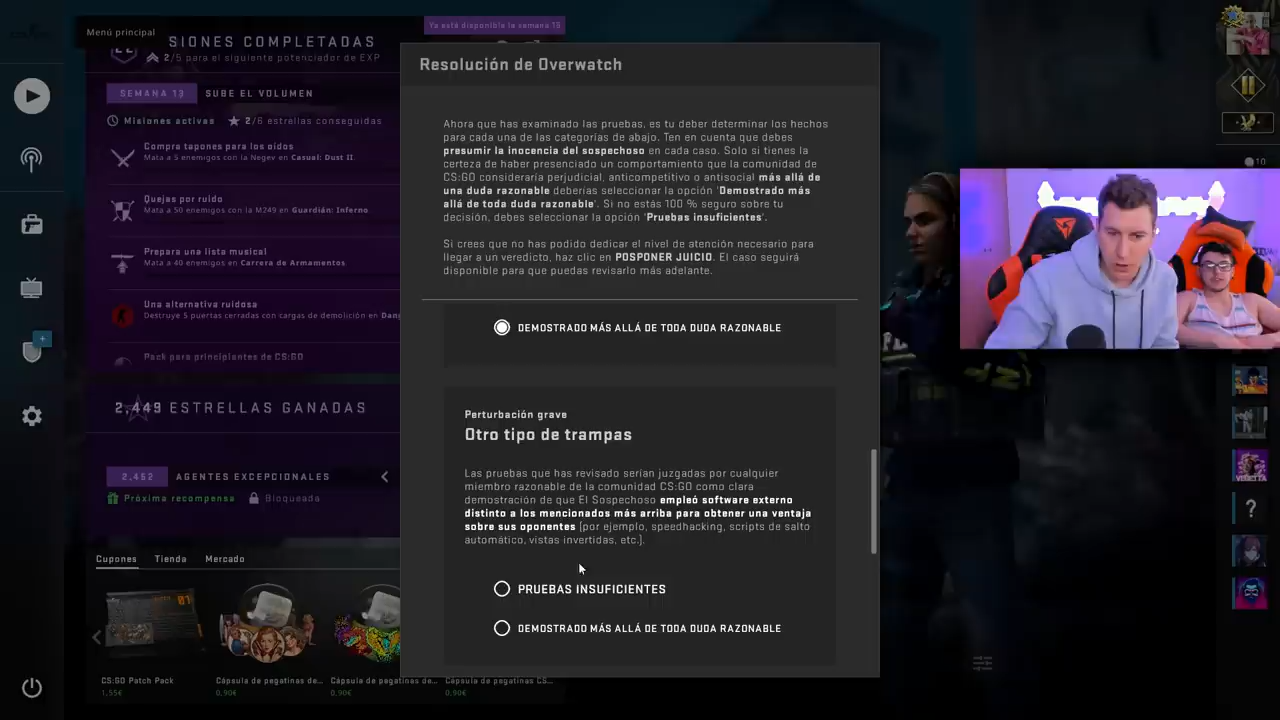 Ya está disponible la semana 13
Menú principal
SIONES COMPLETADAS
2/5 para el siguiente potenciador de EXP
SEMANA 13 SUBE EL VOLUMEN
Misiones activas 2/6 estrellas conseguidas
Compra tapones para los oídos
Mata a 5 enemigos con la Negev en Casual: Dust II.
Quejas por ruido
Mata a 50 enemigos con la M249 en Guardián: Inferno
Prepara una lista musical
Mata a 40 enemigos en Carrera de Armamentos
Una alternativa ruidosa
Destruye 5 puertas cerradas con cargas de demolición en Dan
Pack para principiantes de CS:GO
2,449 ESTRELLAS GANADAS
2,452 AGENTES EXCEPCIONALES
Próxima recompensa Bloqueada
Cupones Tienda Mercado
CS:GO Patch Pack
1,55€
Cápsula de pegatinas de...
0,90€
Cápsula de pegatinas de...
0,90€
Cápsula de pegatinas CS...
0,90€
Resolución de Overwatch
Ahora que has examinado las pruebas, es tu deber determinar los hechos
para cada una de las categorías de abajo. Ten en cuenta que debes
presumir la inocencia del sospechoso en cada caso. Solo si tienes la
certeza de haber presenciado un comportamiento que la comunidad de
CS:GO consideraría perjudicial, anticompetitivo o antisocial más allá de
una duda razonable deberías seleccionar la opción 'Demostrado más
allá de toda duda razonable'. Si no estás 100 % seguro sobre tu
decisión, debes seleccionar la opción 'Pruebas insuficientes'.
Si crees que no has podido dedicar el nivel de atención necesario para
llegar a un veredicto, haz clic en POSPONER JUICIO. El caso seguirá
disponible para que puedas revisarlo más adelante.
DEMOSTRADO MÁS ALLÁ DE TODA DUDA RAZONABLE
Perturbación grave
Otro tipo de trampas
Las pruebas que has revisado serían juzgadas por cualquier
miembro razonable de la comunidad CS:GO como clara
demostración de que El Sospechoso empleó software externo
distinto a los mencionados más arriba para obtener una ventaja
sobre sus oponentes (por ejemplo, speedhacking, scripts de salto
automático, vistas invertidas, etc.).
PRUEBAS INSUFICIENTES
DEMOSTRADO MÁS ALLÁ DE TODA DUDA RAZONABLE
10
?